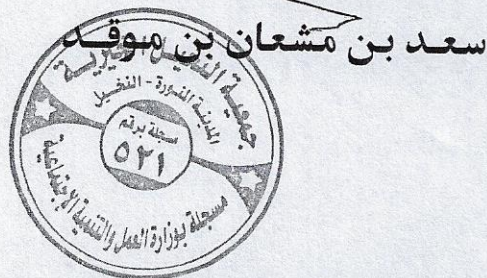 سعد بن مشعان بن موقد
جمعية النخيل الخيرية
المدينة المنورة - النخيل
مسجلة برقم
٥٢١
مسجلة بوزارة العمل والتنمية الاجتماعية